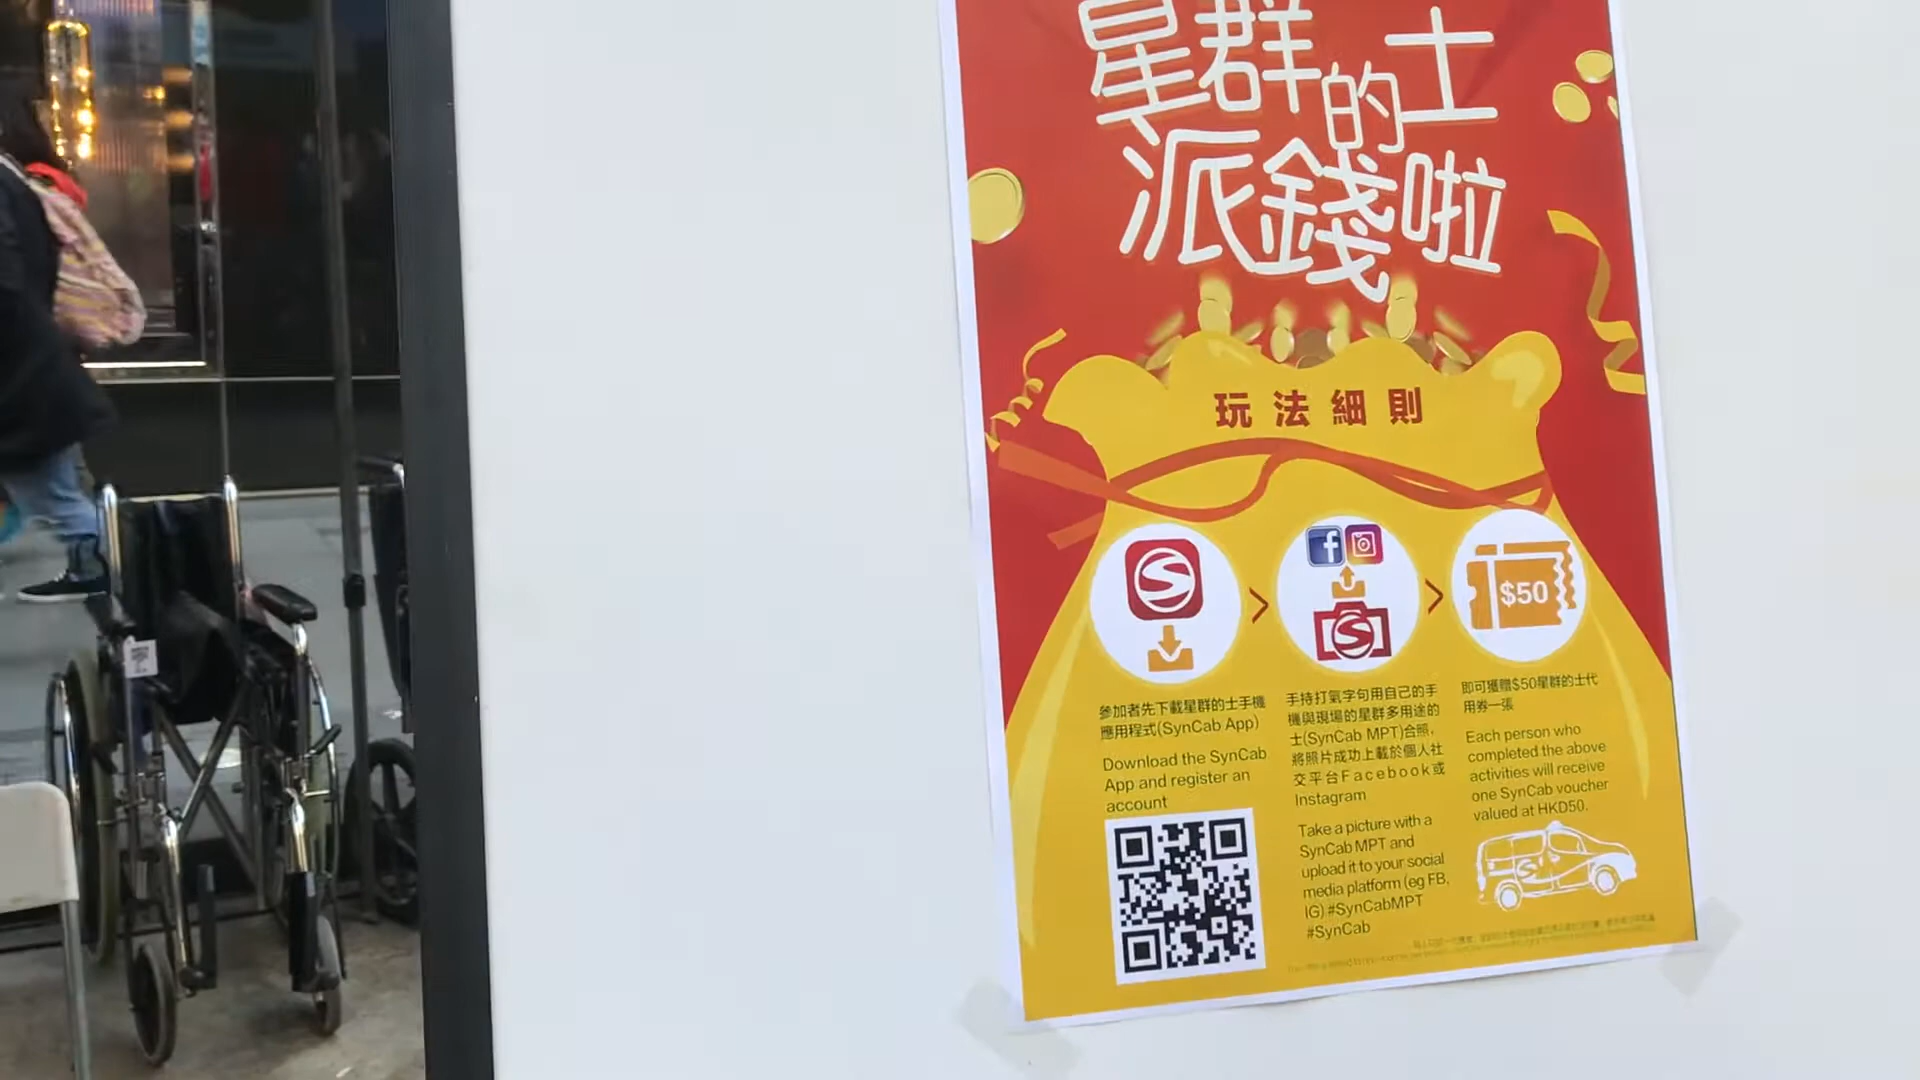 星群的士
派錢啦
玩法細則
$50
參加者先下載星群的士手機
應用程式(SynCab App)
Download the SynCab
App and register an
account
手持打氣字句用自己的手
機與現場的星群多用途的
士(SynCab MPT)合照,
將照片成功上載於個人社
交平台Facebook或
Instagram
Take a picture with a
SynCab MPT and
upload it to your social
media platform (eg FB,
IG) #SynCabMPT
#SynCab
即可獲贈$50星群的士代
用券一張
Each person who
completed the above
activities will receive
one SynCab voucher
valued at HKD50.